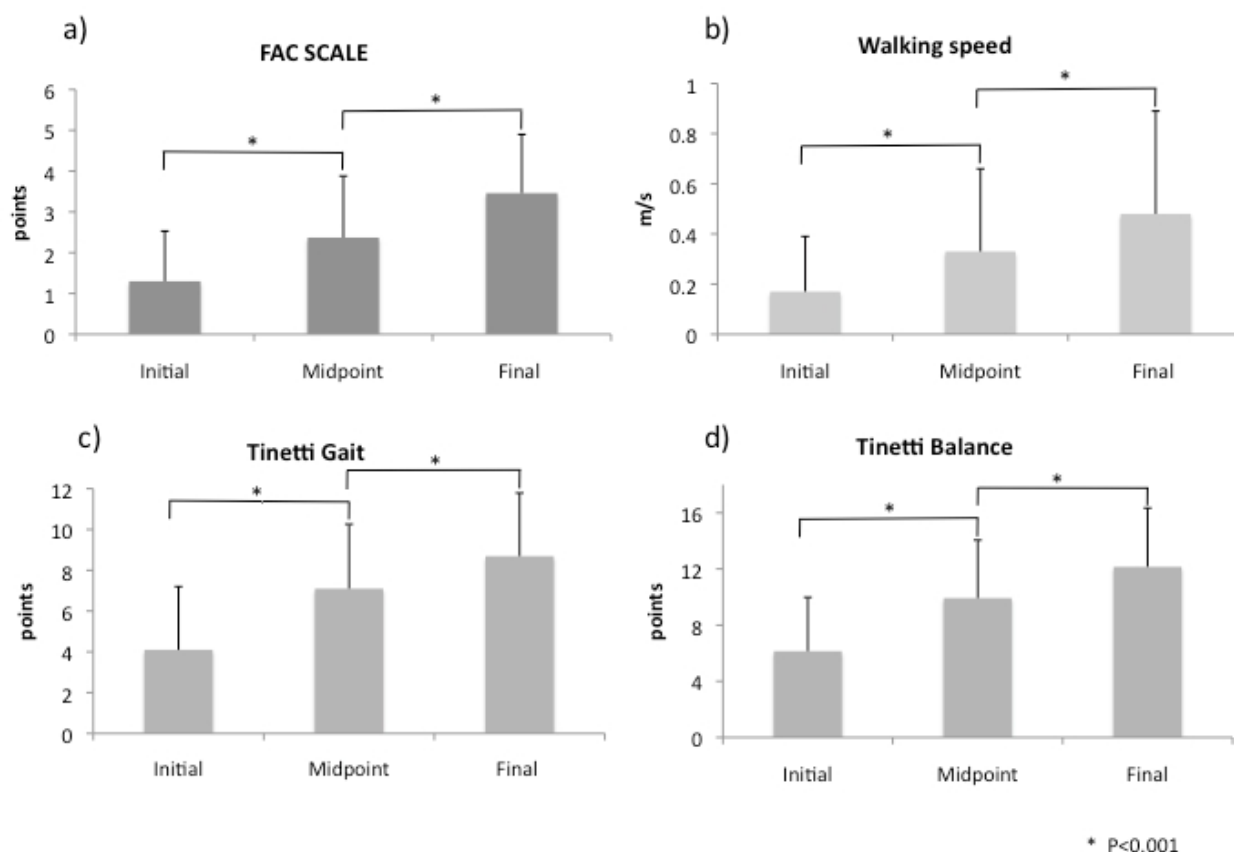 a)
FAC SCALE
6
5
4
3
2
1
0
points
*
*
Initial Midpoint Final
b)
Walking speed
1
0.8
0.6
0.4
0.2
0
m/s
*
*
Initial Midpoint Final
c)
Tinetti Gait
12
10
8
6
4
2
0
points
*
*
Initial Midpoint Final
d)
Tinetti Balance
16
12
8
4
0
points
*
*
Initial Midpoint Final
* P<0.001